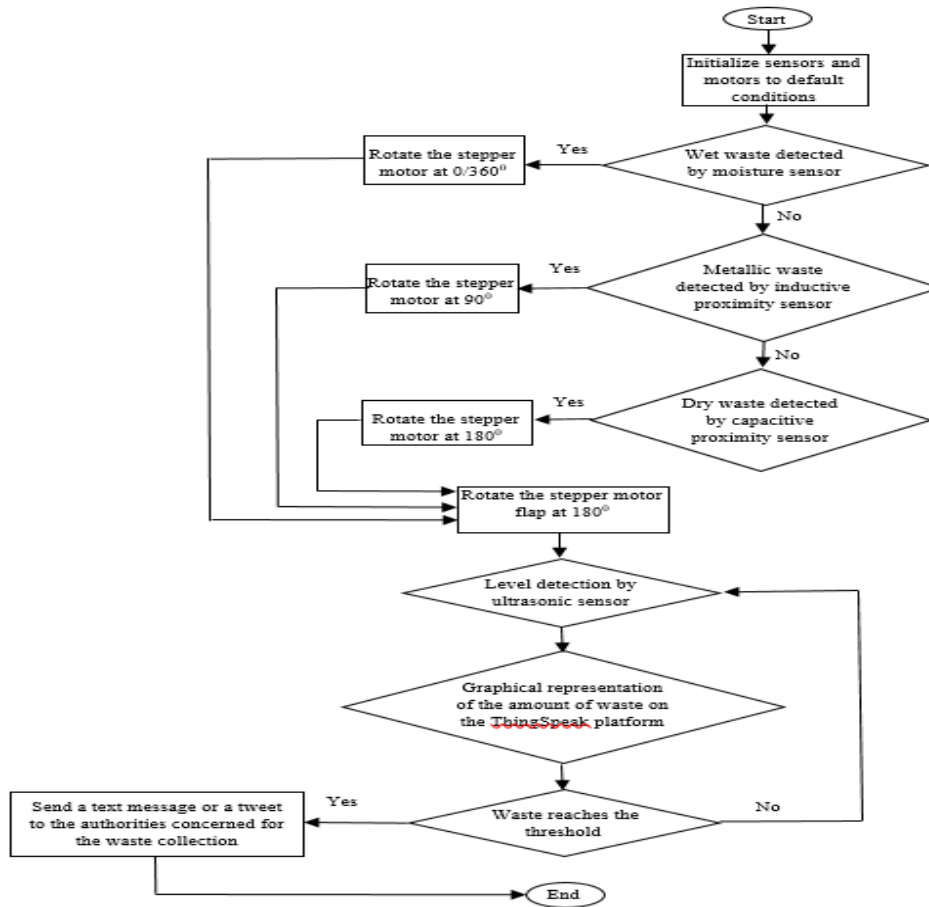 Start
Initialize sensors and
motors to default
conditions
Wet waste detected
by moisture sensor
Yes
Rotate the stepper
motor at 0/360°
No
Metallic waste
detected by inductive
proximity sensor
Yes
Rotate the stepper
motor at 90°
No
Dry waste detected
by capacitive
proximity sensor
Yes
Rotate the stepper
motor at 180°
Rotate the stepper motor
flap at 180°
Level detection by
ultrasonic sensor
Graphical representation
of the amount of waste on
the ThingSpeak platform
Waste reaches the
threshold
No
Yes
Send a text message or a tweet
to the authorities concerned for
the waste collection
End